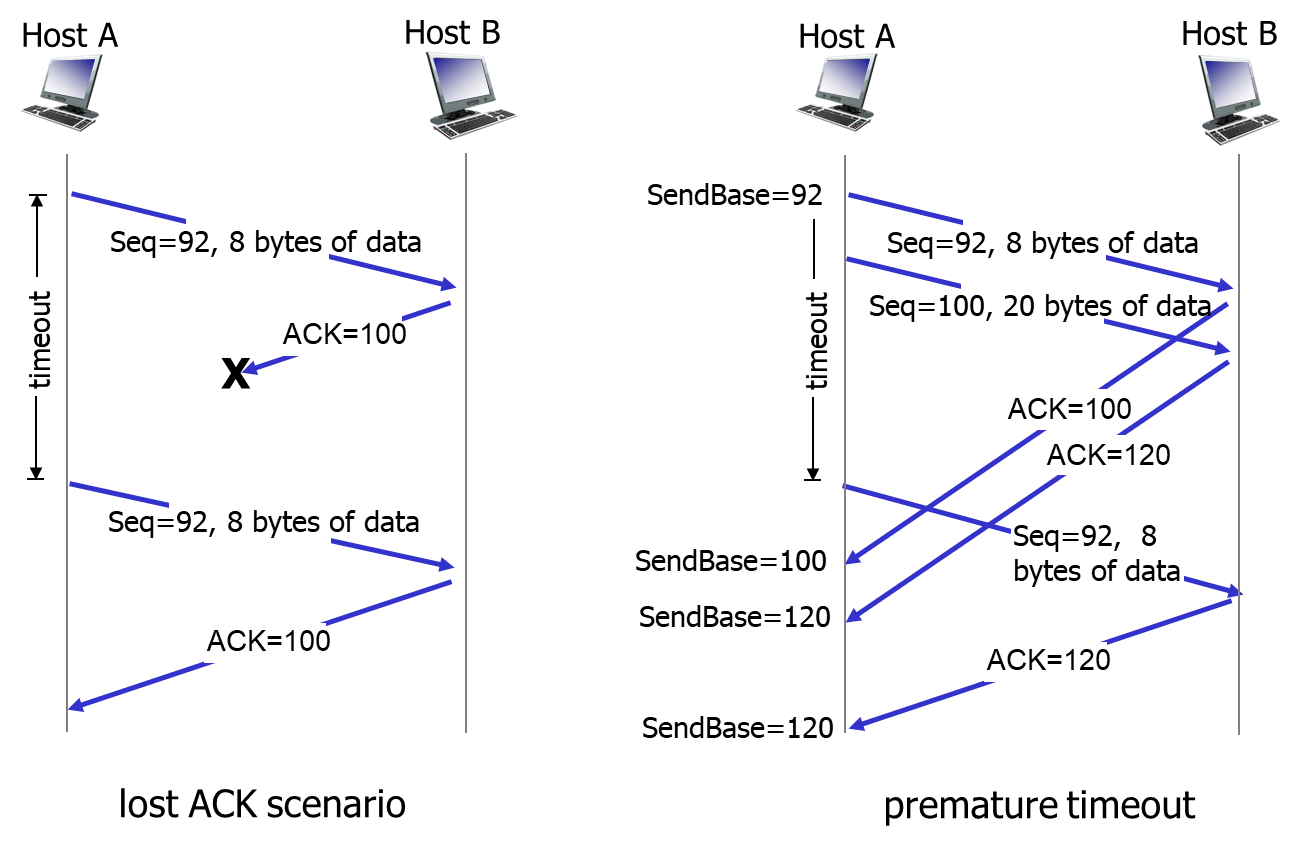 Host A
Host B
Seq=92, 8 bytes of data
timeout
ACK=100
X
Seq=92, 8 bytes of data
ACK=100
lost ACK scenario
Host A
Host B
SendBase=92
Seq=92, 8 bytes of data
Seq=100, 20 bytes of data
timeout
ACK=100
ACK=120
Seq=92, 8
bytes of data
SendBase=100
SendBase=120
ACK=120
SendBase=120
premature timeout